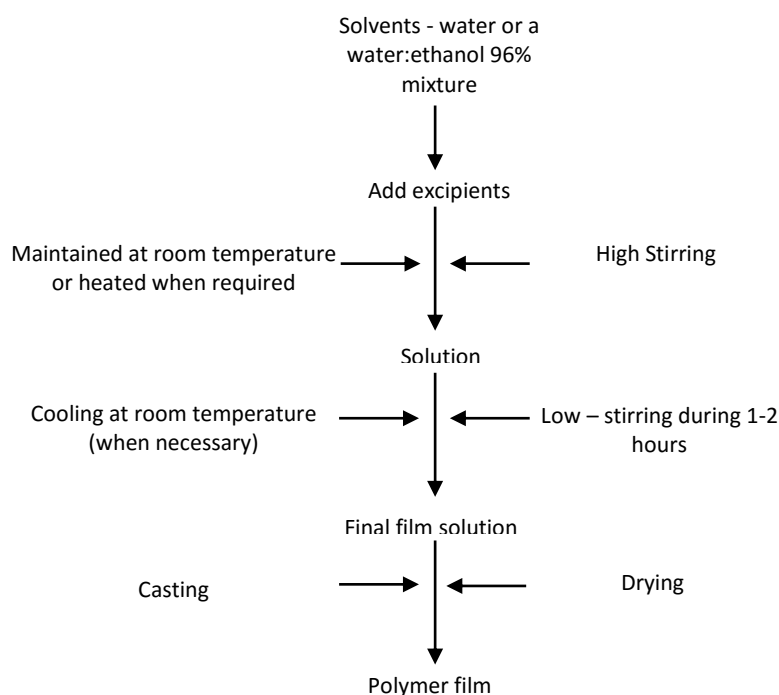 Solvents - water or a
water:ethanol 96%
mixture
Add excipients
Maintained at room temperature
or heated when required
High Stirring
Solution
Cooling at room temperature
(when necessary)
Low – stirring during 1-2
hours
Final film solution
Casting
Drying
Polymer film